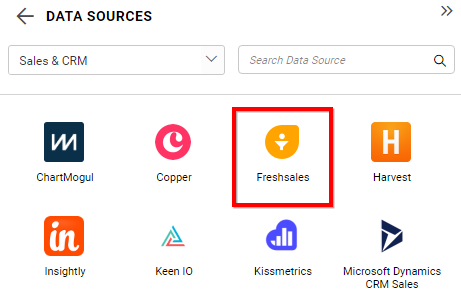 DATA SOURCES
Sales & CRM
Search Data Source
ChartMogul
Copper
Freshsales
H
Harvest
in
Insightly
Keen IO
Kissmetrics
Microsoft Dynamics
CRM Sales